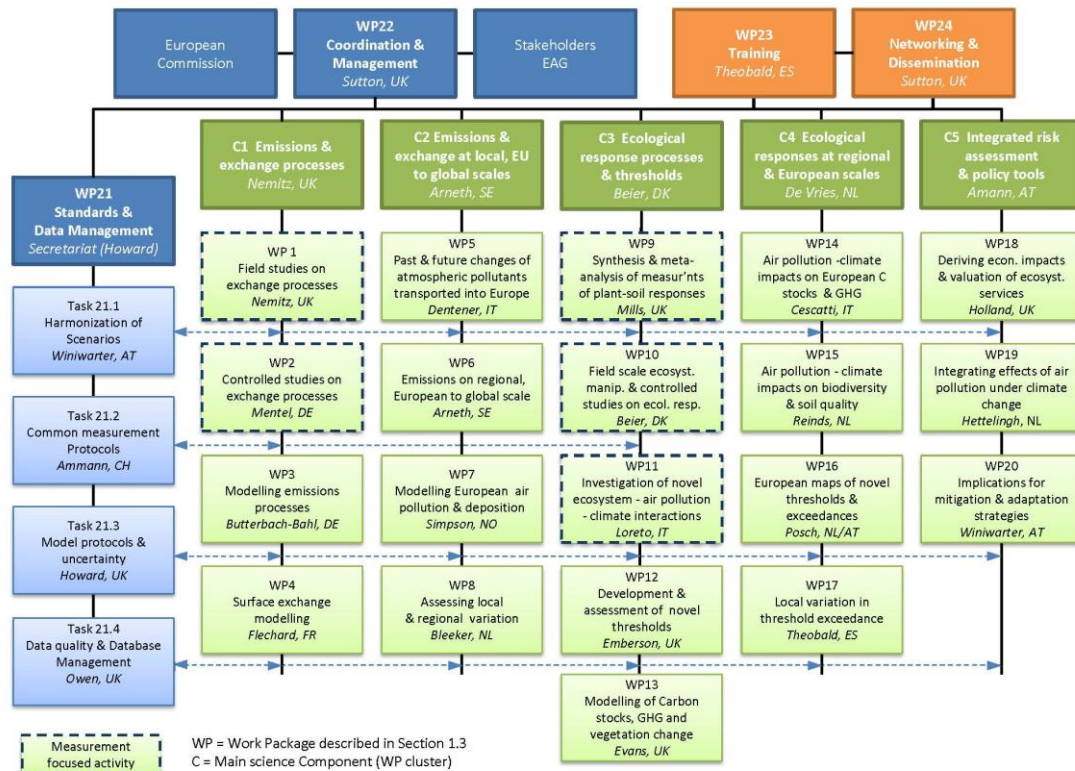 European
Commission
WP22
Coordination &
Management
Sutton, UK
Stakeholders
EAG
WP23
Training
Theobald, ES
WP24
Networking &
Dissemination
Sutton, UK
WP21
Standards &
Data Management
Secretariat (Howard)
Task 21.1
Harmonization of
Scenarios
Winiwarter, AT
Task 21.2
Common measurement
Protocols
Ammann, CH
Task 21.3
Model protocols &
uncertainty
Howard, UK
Task 21.4
Data quality & Database
Management
Owen, UK
C1 Emissions &
exchange processes
Nemitz, UK
WP 1
Field studies on
exchange processes
Nemitz, UK
WP2
Controlled studies on
exchange processes
Mentel, DE
WP3
Modelling emissions
processes
Butterbach-Bahl, DE
WP4
Surface exchange
modelling
Flechard, FR
C2 Emissions &
exchange at local, EU
to global scales
Arneth, SE
WP5
Past & future changes of
atmospheric pollutants
transported into Europe
Dentener, IT
WP6
Emissions on regional,
European to global scale
Arneth, SE
WP7
Modelling European air
pollution & deposition
Simpson, NO
WP8
Assessing local
& regional variation
Bleeker, NL
C3 Ecological
response processes
& thresholds
Beier, DK
WP9
Synthesis & meta-
analysis of measur'nts
of plant-soil responses
Mills, UK
WP10
Field scale ecosyst.
manip. & controlled
studies on ecol. resp.
Beier, DK
WP11
Investigation of novel
ecosystem - air pollution
- climate interactions
Loreto, IT
WP12
Development &
assessment of novel
thresholds
Emberson, UK
WP13
Modelling of Carbon
stocks, GHG and
vegetation change
Evans, UK
C4 Ecological
responses at regional
& European scales
De Vries, NL
WP14
Air pollution -climate
impacts on European C
stocks & GHG
Cescatti, IT
WP15
Air pollution - climate
impacts on biodiversity
& soil quality
Reinds, NL
WP16
European maps of novel
thresholds &
exceedances
Posch, NL/AT
WP17
Local variation in
threshold exceedance
Theobald, ES
C5 Integrated risk
assessment
& policy tools
Amann, AT
WP18
Deriving econ. impacts
& valuation of ecosyst.
services
Holland, UK
WP19
Integrating effects of air
pollution under climate
change
Hettelingh, NL
WP20
Implications for
mitigation & adaptation
strategies
Winiwarter, AT
Measurement
focused activity
WP = Work Package described in Section 1.3
C = Main science Component (WP cluster)